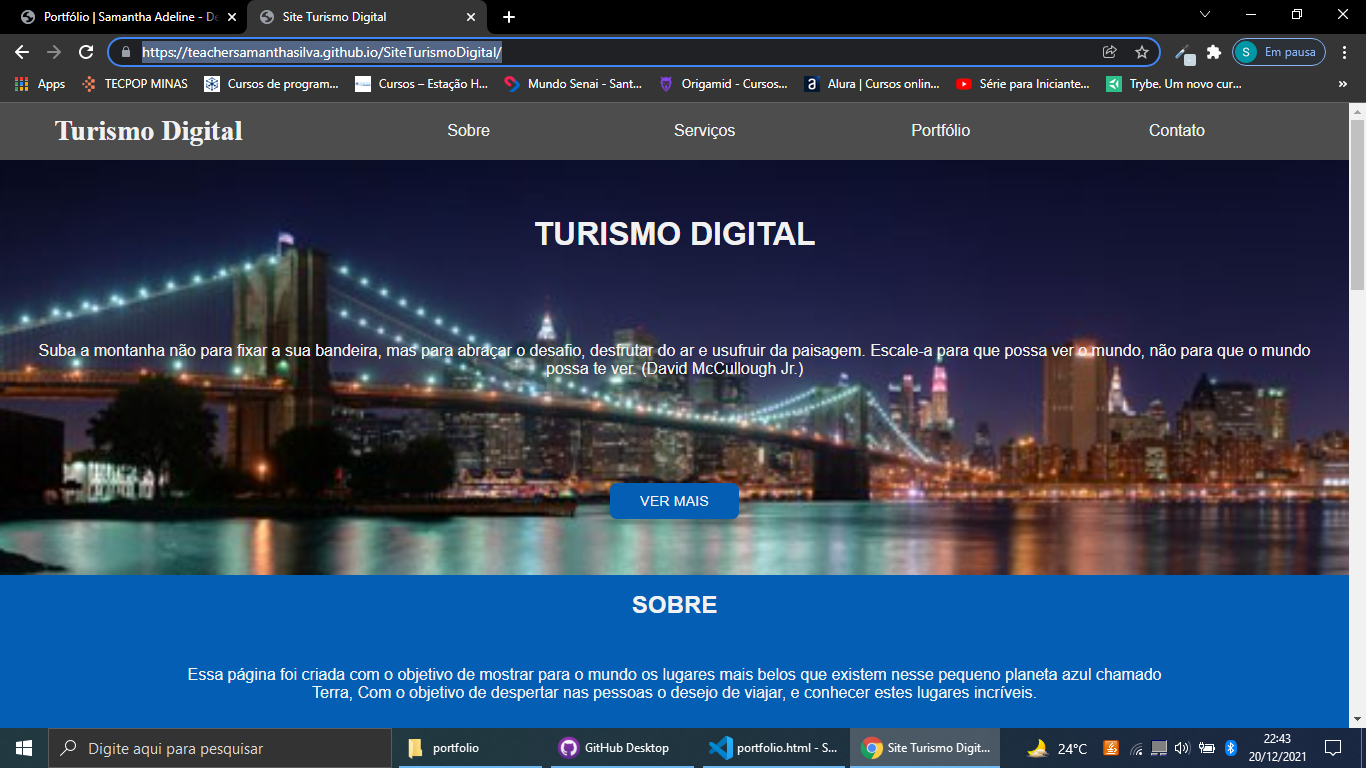 Portfólio | Samantha Adeline - De
Site Turismo Digital
https://teachersamanthasilva.github.io/SiteTurismoDigital/
S
Em pausa
Apps
TECPOP MINAS
Cursos de program...
Cursos – Estação H...
Mundo Senai - Sant...
Origamid - Cursos...
a
Alura | Cursos onlin...
Série para Iniciante...
Trybe. Um novo cur...
»
Turismo Digital
Sobre
Serviços
Portfólio
Contato
TURISMO DIGITAL
Suba a montanha não para fixar a sua bandeira, mas para abraçar o desafio, desfrutar do ar e usufruir da paisagem. Escale-a para que possa ver o mundo, não para que o mundo
possa te ver. (David McCullough Jr.)
VER MAIS
SOBRE
Essa página foi criada com o objetivo de mostrar para o mundo os lugares mais belos que existem nesse pequeno planeta azul chamado
Terra, Com o objetivo de despertar nas pessoas o desejo de viajar, e conhecer estes lugares incríveis.
Digite aqui para pesquisar
portfolio
GitHub Desktop
portfolio.html - S...
Site Turismo Digit...
24°C
22:43
20/12/2021